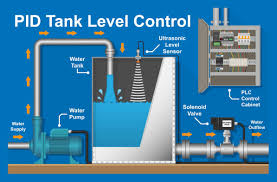 PID Tank Level Control
Ultrasonic
Level
Sensor
Water
Tank
PLC
Control
Cabinet
Water
Pump
Solenoid
Valve
Water
Supply
Water
Outflow